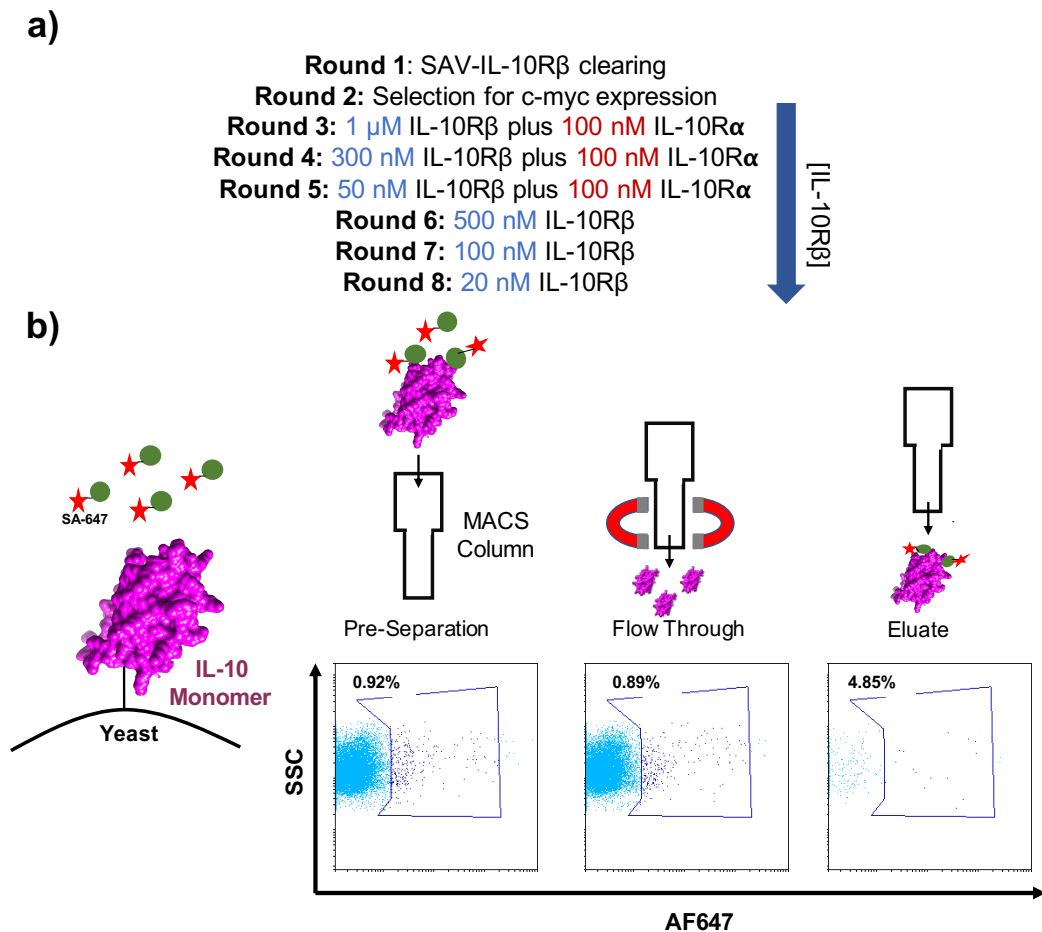 a)
Round 1: SAV-IL-10Rβ clearing
Round 2: Selection for c-myc expression
Round 3: 1 µM IL-10Rβ plus 100 nM IL-10Rα
Round 4: 300 nM IL-10Rβ plus 100 nM IL-10Rα
Round 5: 50 nM IL-10Rβ plus 100 nM IL-10Rα
Round 6: 500 nM IL-10Rβ
Round 7: 100 nM IL-10Rβ
Round 8: 20 nM IL-10Rβ
[IL-10Rβ]
b)
SA-647
IL-10
Monomer
Yeast
MACS
Column
Pre-Separation
Flow Through
Eluate
0.92%
0.89%
4.85%
SSC
AF647